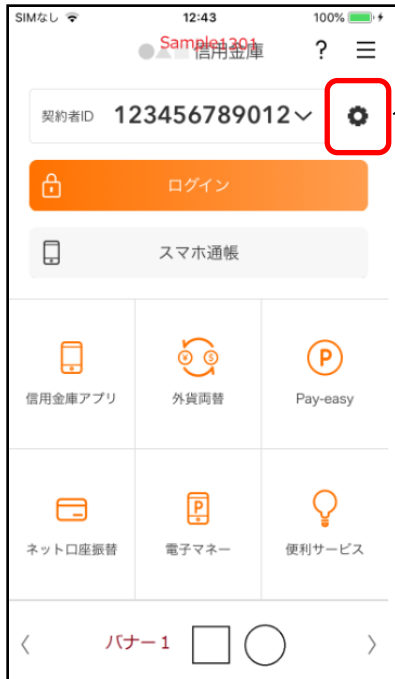 SIMなし 12:43 100%
Sample1201
●▲■信用金庫 ?
契約者ID 123456789012
ログイン
スマホ通帳
信用金庫アプリ 外貨両替 Pay-easy
ネット口座振替 電子マネー 便利サービス
バナー1